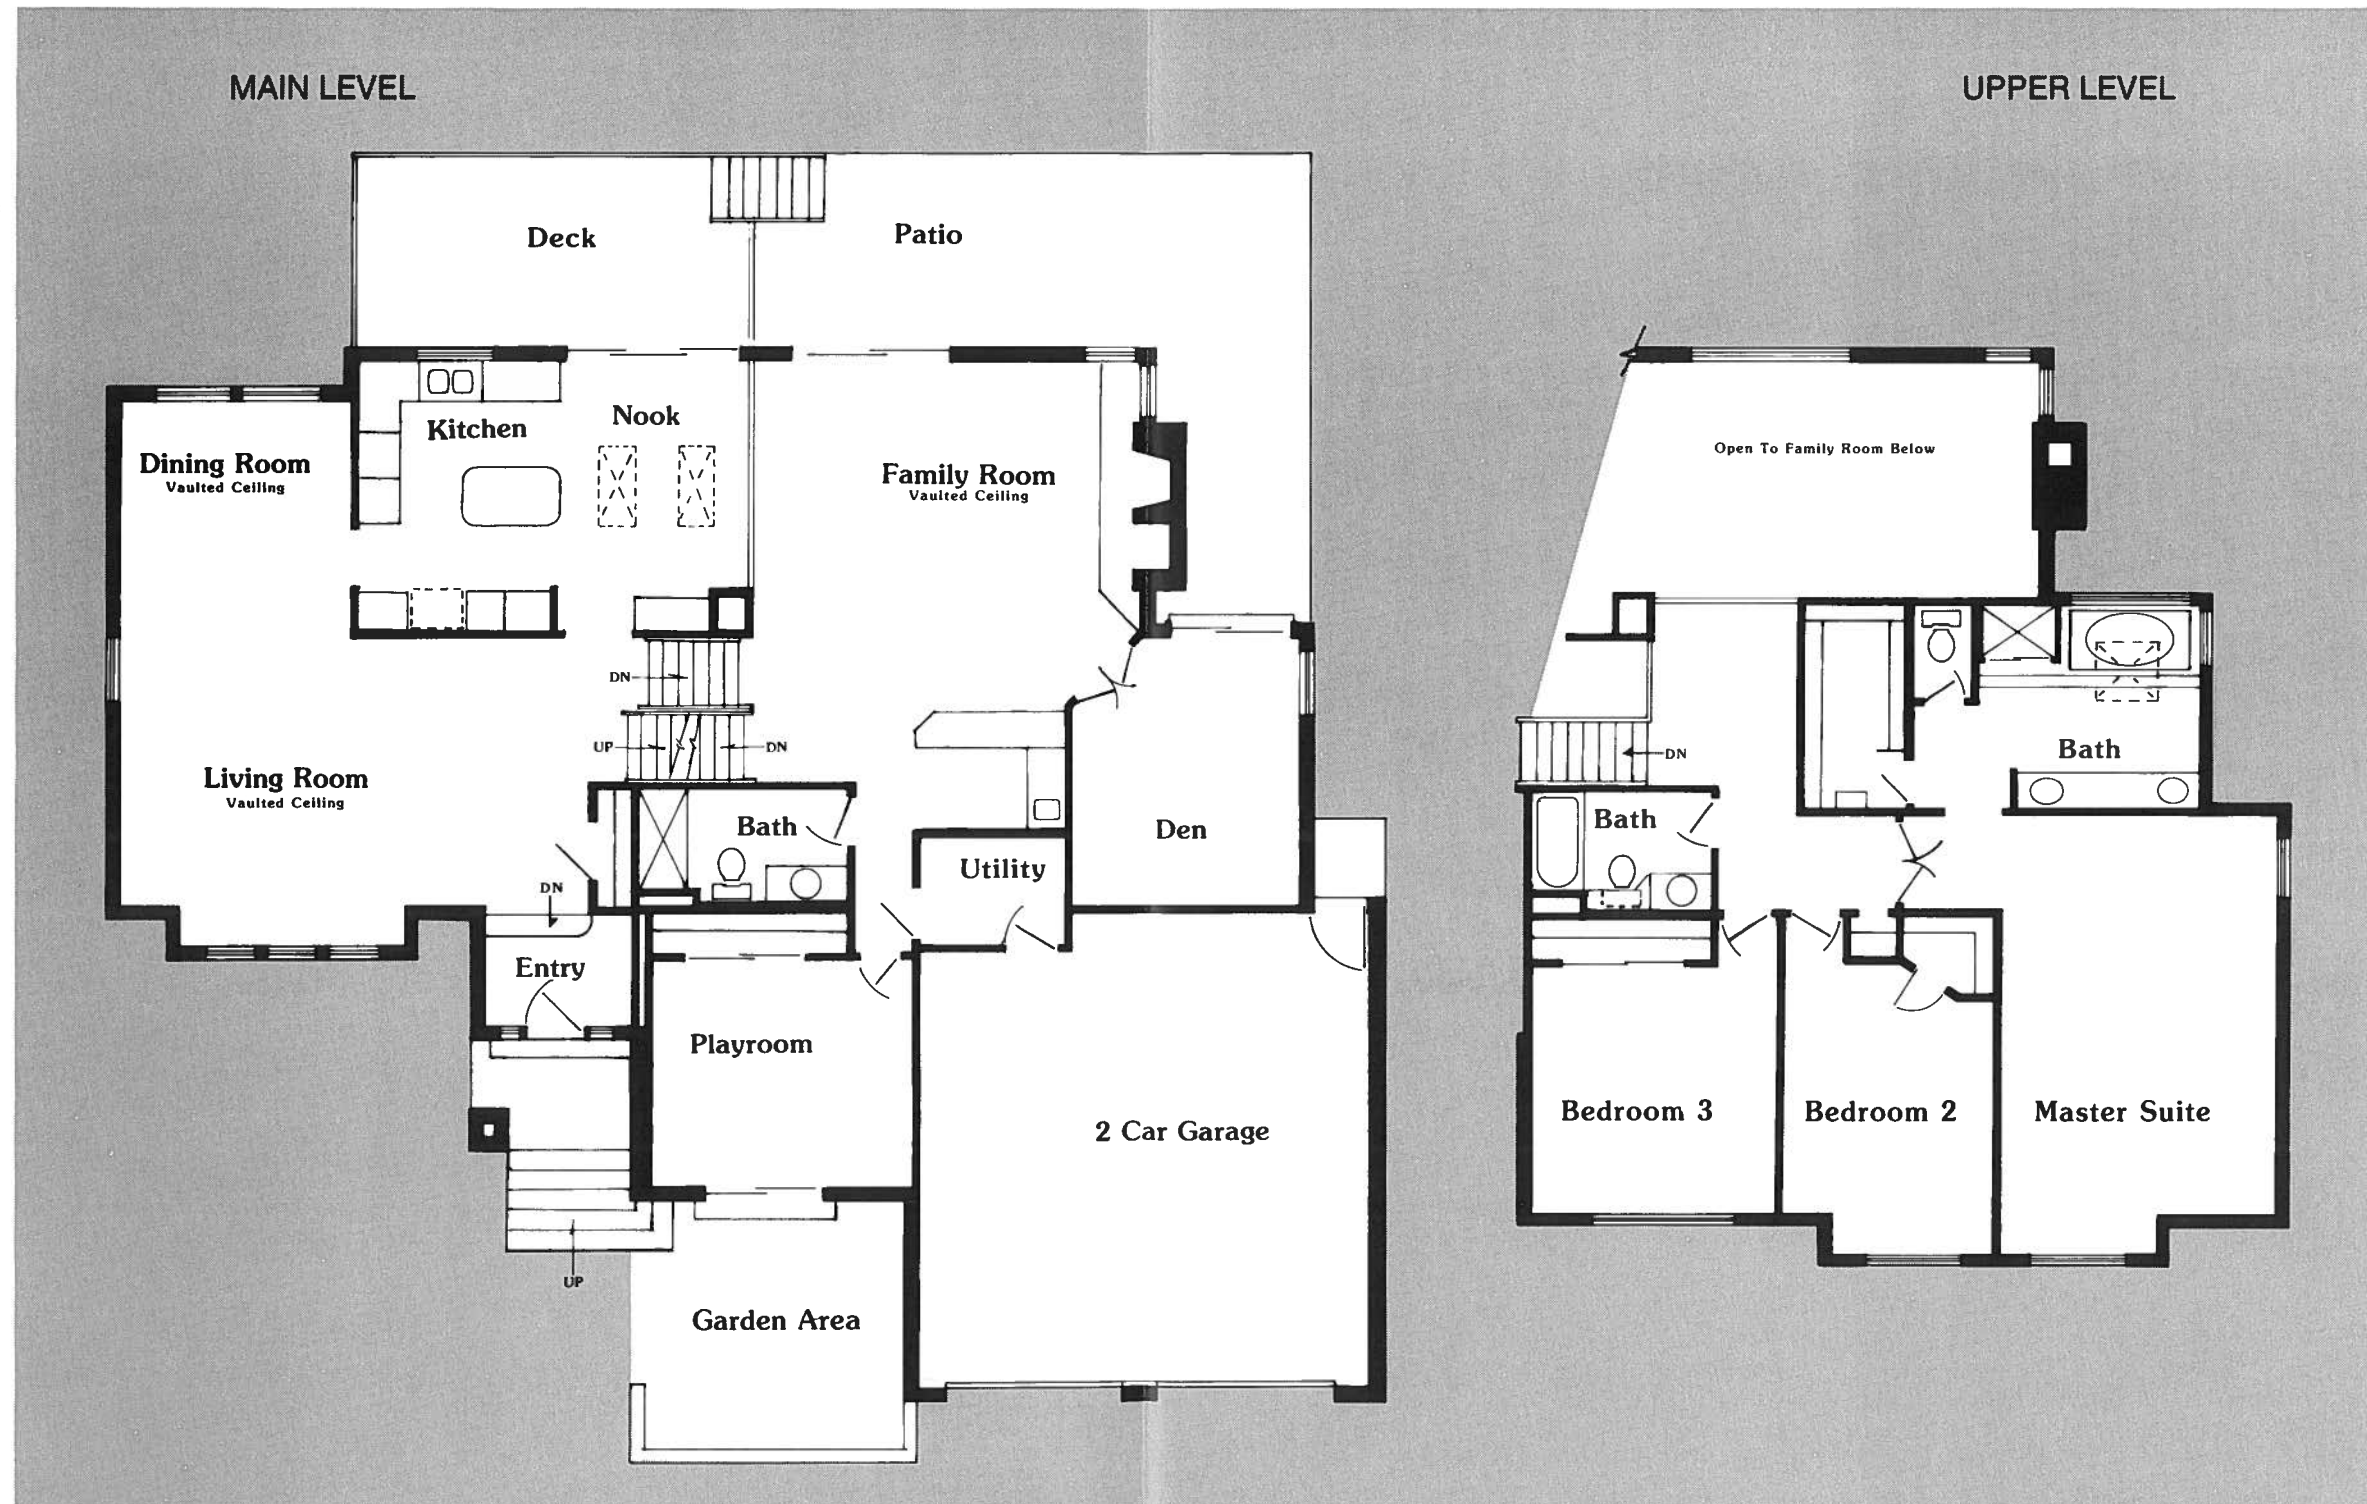 MAIN LEVEL
UPPER LEVEL
Deck
Patio
Kitchen
Nook
Dining Room
Vaulted Ceiling
Family Room
Vaulted Ceiling
Open To Family Room Below
DN
UP
DN
DN
Living Room
Vaulted Ceiling
Bath
Bath
Bath
Den
Utility
DN
Entry
Playroom
2 Car Garage
Bedroom 3
Bedroom 2
Master Suite
UP
Garden Area